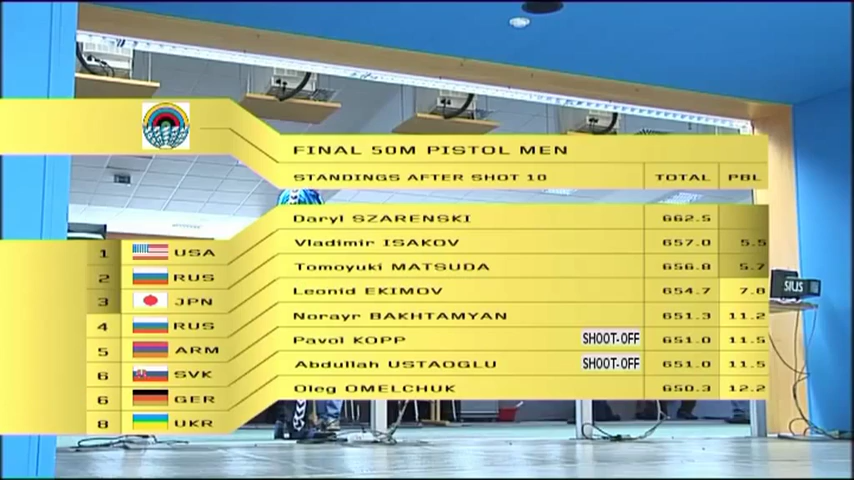 FINAL 50M PISTOL MEN
STANDINGS AFTER SHOT 10 TOTAL PBL
1 USA Daryl SZARENSKI 662.5
2 RUS Vladimir ISAKOV 657.0 5.5
3 JPN Tomoyuki MATSUDA 656.8 5.7
4 RUS Leonid EKIMOV 654.7 7.8
5 ARM Norayr BAKHTAMYAN 651.3 11.2
6 SVK Pavol KOPP SHOOT-OFF 651.0 11.5
6 GER Abdullah USTAOGLU SHOOT-OFF 651.0 11.5
8 UKR Oleg OMELCHUK 650.3 12.2
SIUS